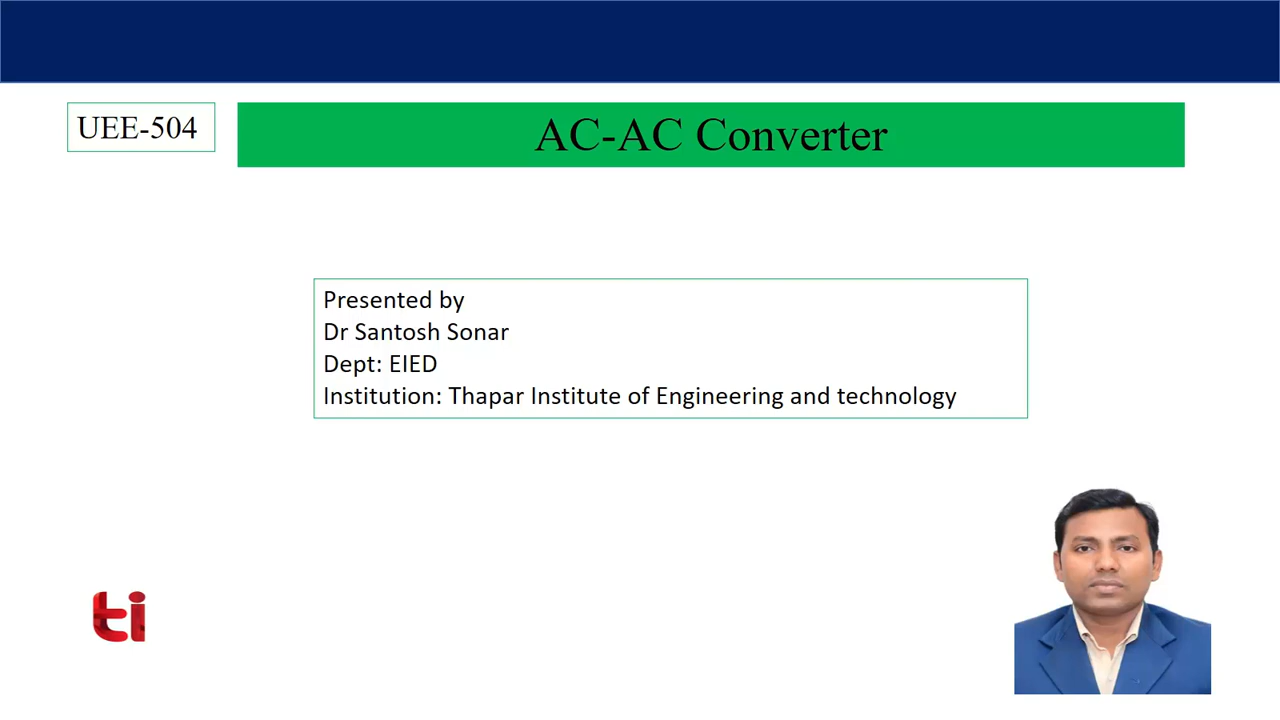 UEE-504
AC-AC Converter
Presented by
Dr Santosh Sonar
Dept: EIED
Institution: Thapar Institute of Engineering and technology
ti